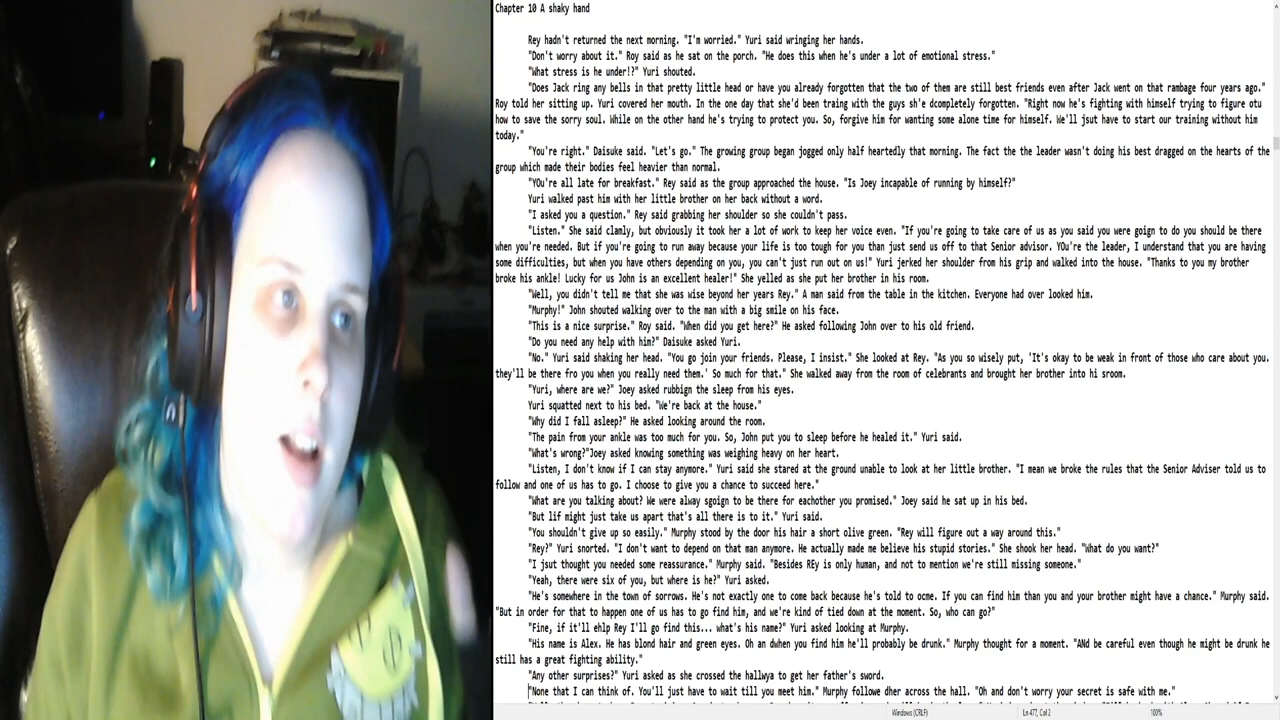 Chapter 10 A shaky hand
Rey hadn't returned the next morning. "I'm worried." Yuri said wringing her hands.
"Don't worry about it." Roy said as he sat on the porch. "He does this when he's under a lot of emotional stress."
"What stress is he under!?" Yuri shouted.
"Does Jack ring any bells in that pretty little head or have you already forgotten that the two of them are still best friends even after Jack went on that rambage four years ago."
Roy told her sitting up. Yuri covered her mouth. In the one day that she'd been traing with the guys sh'e dcompletely forgotten. "Right now he's fighting with himself trying to figure otu
how to save the sorry soul. While on the other hand he's trying to protect you. So, forgive him for wanting some alone time for himself. We'll jsut have to start our training without him
today."
"You're right." Daisuke said. "Let's go." The growing group began jogged only half heartedly that morning. The fact the the leader wasn't doing his best dragged on the hearts of the
group which made their bodies feel heavier than normal.
"YOu're all late for breakfast." Rey said as the group approached the house. "Is Joey incapable of running by himself?"
Yuri walked past him with her little brother on her back without a word.
"I asked you a question." Rey said grabbing her shoulder so she couldn't pass.
"Listen." She said clamly, but obviously it took her a lot of work to keep her voice even. "If you're going to take care of us as you said you were goign to do you should be there
when you're needed. But if you're going to run away because your life is too tough for you than just send us off to that Senior advisor. YOu're the leader, I understand that you are having
some difficulties, but when you have others depending on you, you can't just run out on us!" Yuri jerked her shoulder from his grip and walked into the house. "Thanks to you my brother
broke his ankle! Lucky for us John is an excellent healer!" She yelled as she put her brother in his room.
"Well, you didn't tell me that she was wise beyond her years Rey." A man said from the table in the kitchen. Everyone had over looked him.
"Murphy!" John shouted walking over to the man with a big smile on his face.
"This is a nice surprise." Roy said. "When did you get here?" He asked following John over to his old friend.
"Do you need any help with him?" Daisuke asked Yuri.
"No." Yuri said shaking her head. "You go join your friends. Please, I insist." She looked at Rey. "As you so wisely put, 'It's okay to be weak in front of those who care about you.
they'll be there fro you when you really need them.' So much for that." She walked away from the room of celebrants and brought her brother into hi sroom.
"Yuri, where are we?" Joey asked rubbign the sleep from his eyes.
Yuri squatted next to his bed. "We're back at the house."
"Why did I fall asleep?" He asked looking around the room.
"The pain from your ankle was too much for you. So, John put you to sleep before he healed it." Yuri said.
"What's wrong?"Joey asked knowing something was weighing heavy on her heart.
"Listen, I don't know if I can stay anymore." Yuri said she stared at the ground unable to look at her little brother. "I mean we broke the rules that the Senior Adviser told us to
follow and one of us has to go. I choose to give you a chance to succeed here."
"What are you talking about? We were alway sgoign to be there for eachother you promised." Joey said he sat up in his bed.
"But lif might just take us apart that's all there is to it." Yuri said.
"You shouldn't give up so easily." Murphy stood by the door his hair a short olive green. "Rey will figure out a way around this."
"Rey?" Yuri snorted. "I don't want to depend on that man anymore. He actually made me believe his stupid stories." She shook her head. "What do you want?"
"I jsut thought you needed some reassurance." Murphy said. "Besides REy is only human, and not to mention we're still missing someone."
"Yeah, there were six of you, but where is he?" Yuri asked.
"He's somewhere in the town of sorrows. He's not exactly one to come back because he's told to ocme. If you can find him than you and your brother might have a chance." Murphy said.
"But in order for that to happen one of us has to go find him, and we're kind of tied down at the moment. So, who can go?"
"Fine, if it'll ehlp Rey I'll go find this... what's his name?" Yuri asked looking at Murphy.
"His name is Alex. He has blond hair and green eyes. Oh an dwhen you find him he'll probably be drunk." Murphy thought for a moment. "ANd be careful even though he might be drunk he
still has a great fighting ability."
"Any other surprises?" Yuri asked as she crossed the hallwya to get her father's sword.
"None that I can think of. You'll just have to wait till you meet him." Murphy followe dher across the hall. "Oh and don't worry your secret is safe with me."
Windows (CRLF)
Ln 477, Col 2
100%